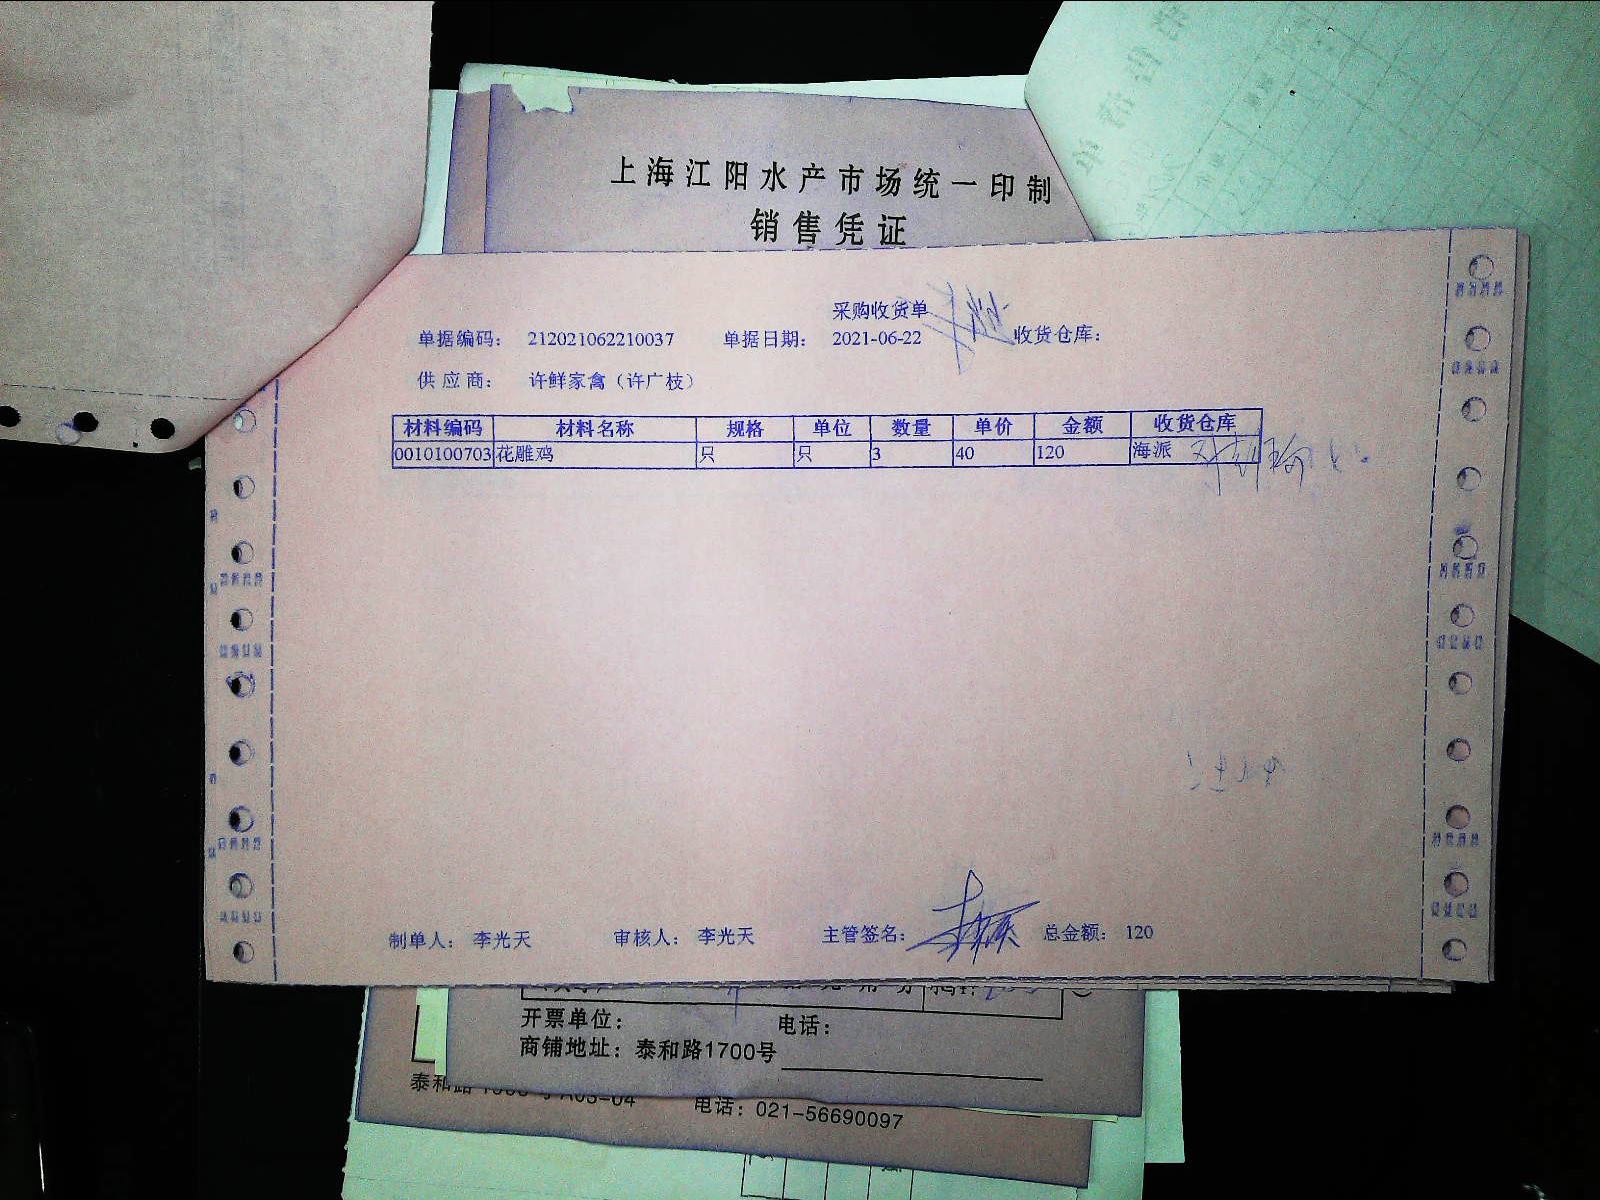 上海江阳水产市场统一印制
销售凭证
采购收货单
单据编码： 212021062210037 单据日期： 2021-06-22 收货仓库：
供应商： 许鲜家禽（许广枝）
材料编码 材料名称 规格 单位 数量 单价 金额 收货仓库
0010100703 花雕鸡 只 只 3 40 120 海派
制单人： 李光天 审核人： 李光天 主管签名： 总金额： 120
开票单位： 电话：
商铺地址：泰和路1700号
电话：021-56690097